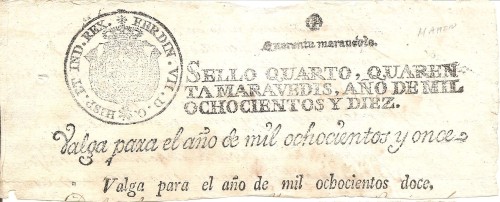 Quarenta maravedis.
MARZO
FERDIN . VII . D . G . HISP . ET IND . REX .
SELLO QUARTO, QUAREN
TA MARAVEDIS, AÑO DE MIL
OCHOCIENTOS Y DIEZ.
Valga para el año de mil ochocientos y once
Valga para el año de mil ochocientos doce.